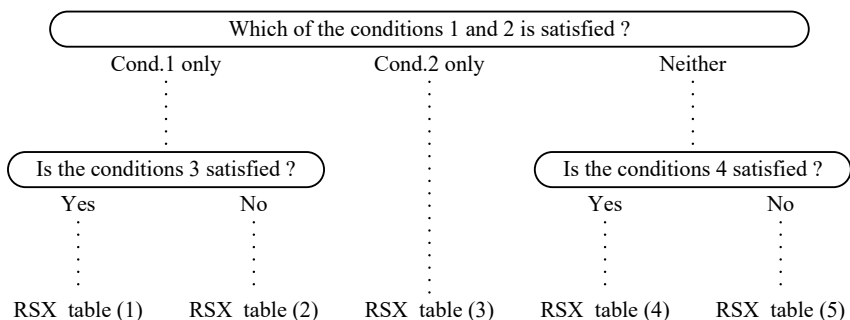 Which of the conditions 1 and 2 is satisfied ?
Cond.1 only Cond.2 only Neither
Is the conditions 3 satisfied ? Is the conditions 4 satisfied ?
Yes No Yes No
RSX table (1) RSX table (2) RSX table (3) RSX table (4) RSX table (5)